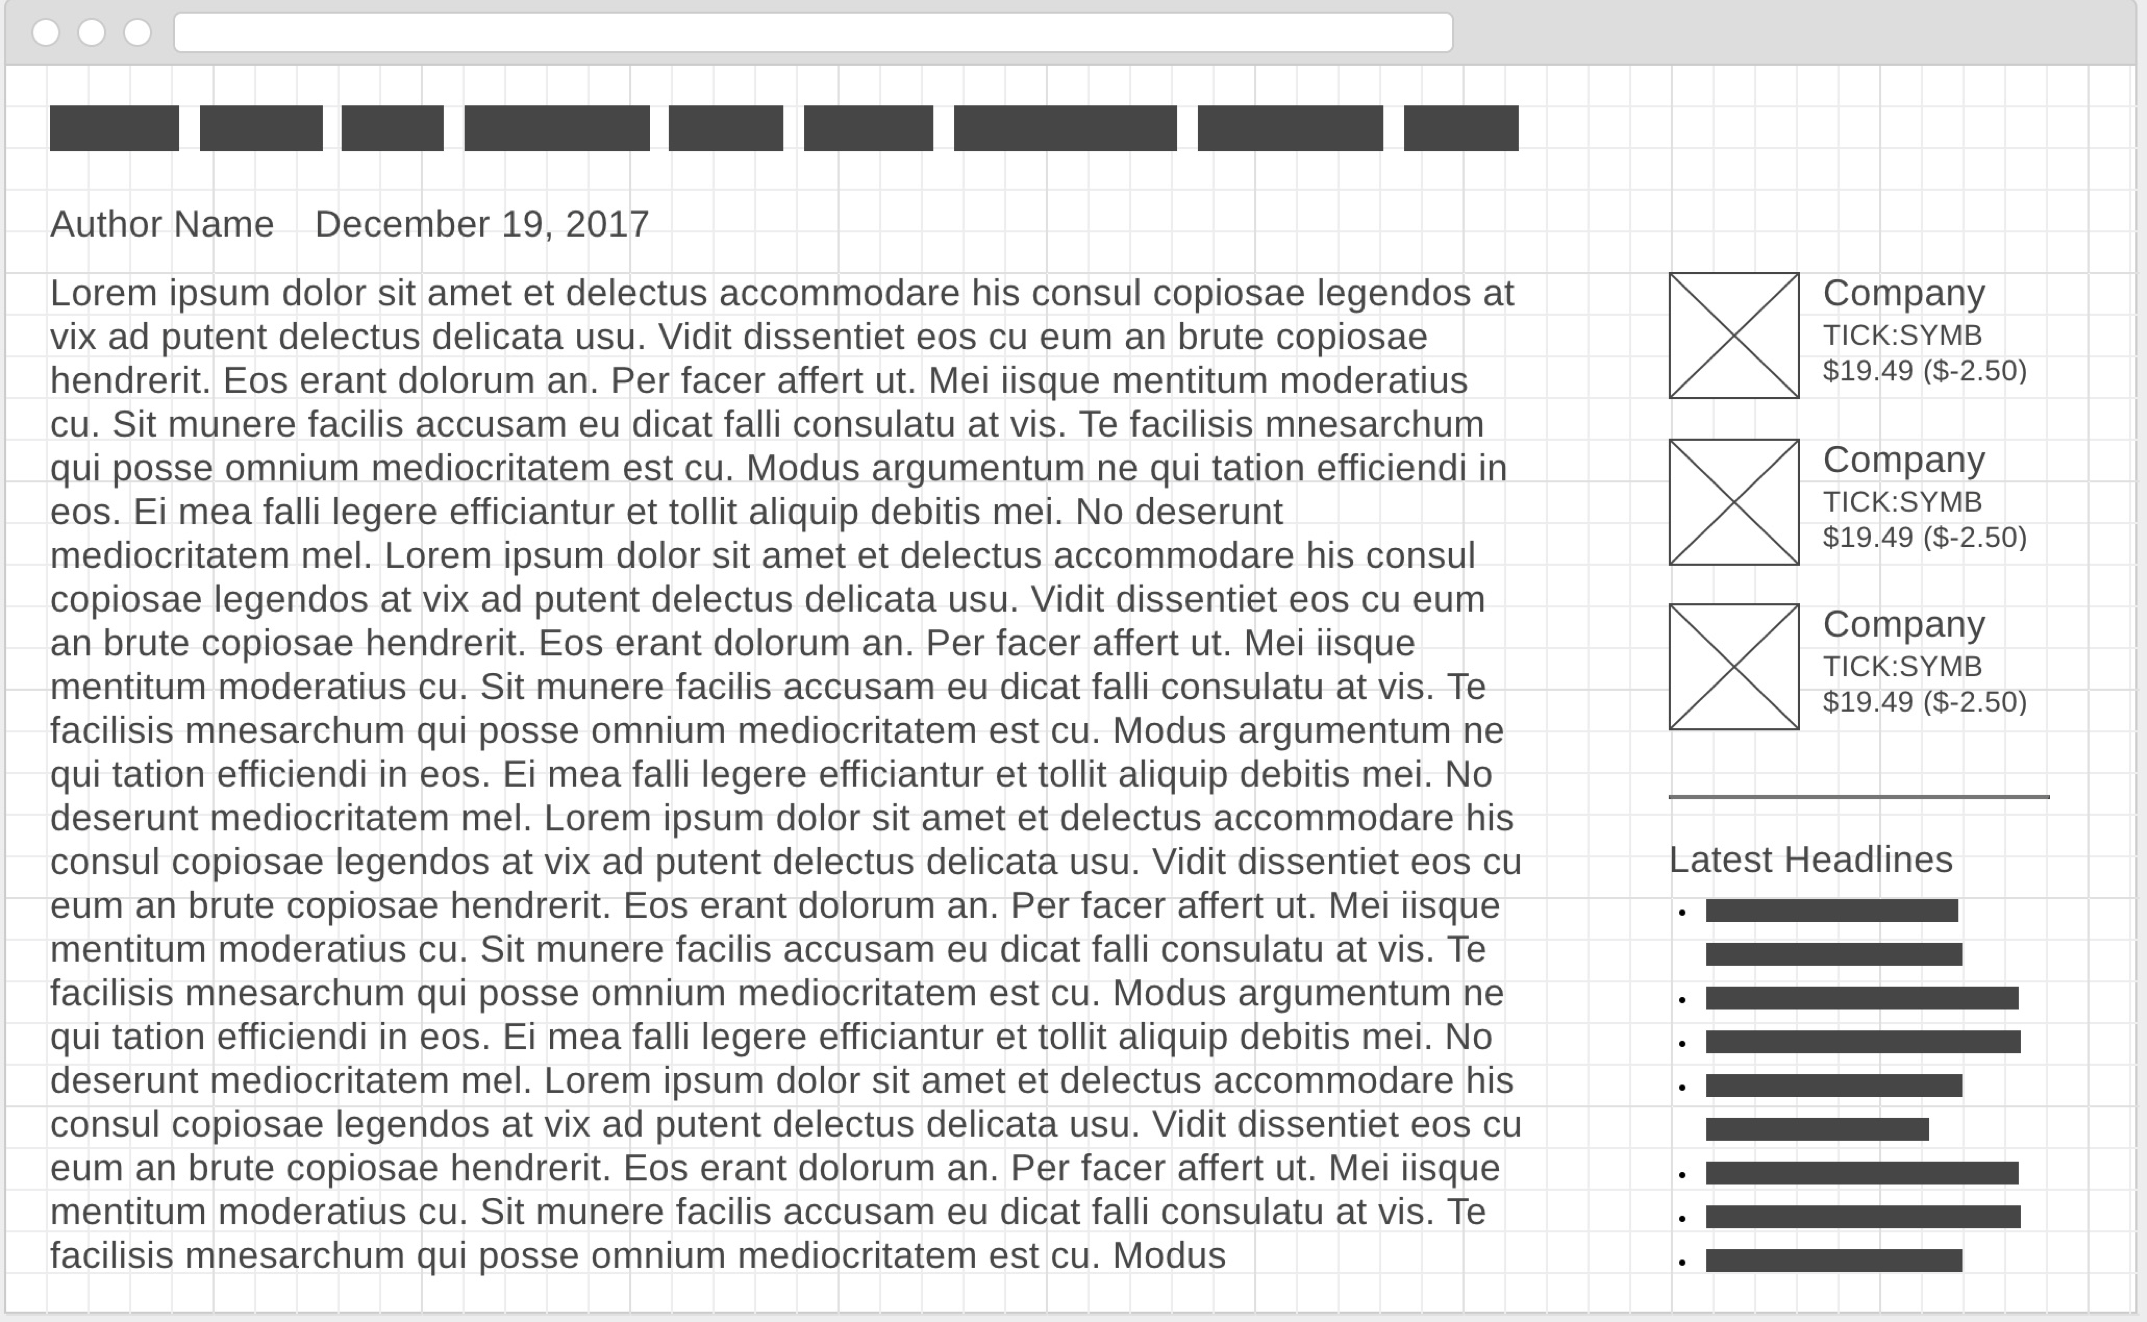 Author Name December 19, 2017
Lorem ipsum dolor sit amet et delectus accommodare his consul copiosae legendos at
vix ad putent delectus delicata usu. Vidit dissentiet eos cu eum an brute copiosae
hendrerit. Eos erant dolorum an. Per facer affert ut. Mei iisque mentitum moderatius
cu. Sit munere facilis accusam eu dicat falli consulatu at vis. Te facilisis mnesarchum
qui posse omnium mediocritatem est cu. Modus argumentum ne qui tation efficiendi in
eos. Ei mea falli legere efficiantur et tollit aliquip debitis mei. No deserunt
mediocritatem mel. Lorem ipsum dolor sit amet et delectus accommodare his consul
copiosae legendos at vix ad putent delectus delicata usu. Vidit dissentiet eos cu eum
an brute copiosae hendrerit. Eos erant dolorum an. Per facer affert ut. Mei iisque
mentitum moderatius cu. Sit munere facilis accusam eu dicat falli consulatu at vis. Te
facilisis mnesarchum qui posse omnium mediocritatem est cu. Modus argumentum ne
qui tation efficiendi in eos. Ei mea falli legere efficiantur et tollit aliquip debitis mei. No
deserunt mediocritatem mel. Lorem ipsum dolor sit amet et delectus accommodare his
consul copiosae legendos at vix ad putent delectus delicata usu. Vidit dissentiet eos cu
eum an brute copiosae hendrerit. Eos erant dolorum an. Per facer affert ut. Mei iisque
mentitum moderatius cu. Sit munere facilis accusam eu dicat falli consulatu at vis. Te
facilisis mnesarchum qui posse omnium mediocritatem est cu. Modus argumentum ne
qui tation efficiendi in eos. Ei mea falli legere efficiantur et tollit aliquip debitis mei. No
deserunt mediocritatem mel. Lorem ipsum dolor sit amet et delectus accommodare his
consul copiosae legendos at vix ad putent delectus delicata usu. Vidit dissentiet eos cu
eum an brute copiosae hendrerit. Eos erant dolorum an. Per facer affert ut. Mei iisque
mentitum moderatius cu. Sit munere facilis accusam eu dicat falli consulatu at vis. Te
facilisis mnesarchum qui posse omnium mediocritatem est cu. Modus
Company
TICK:SYMB
$19.49 ($-2.50)
Company
TICK:SYMB
$19.49 ($-2.50)
Company
TICK:SYMB
$19.49 ($-2.50)
Latest Headlines